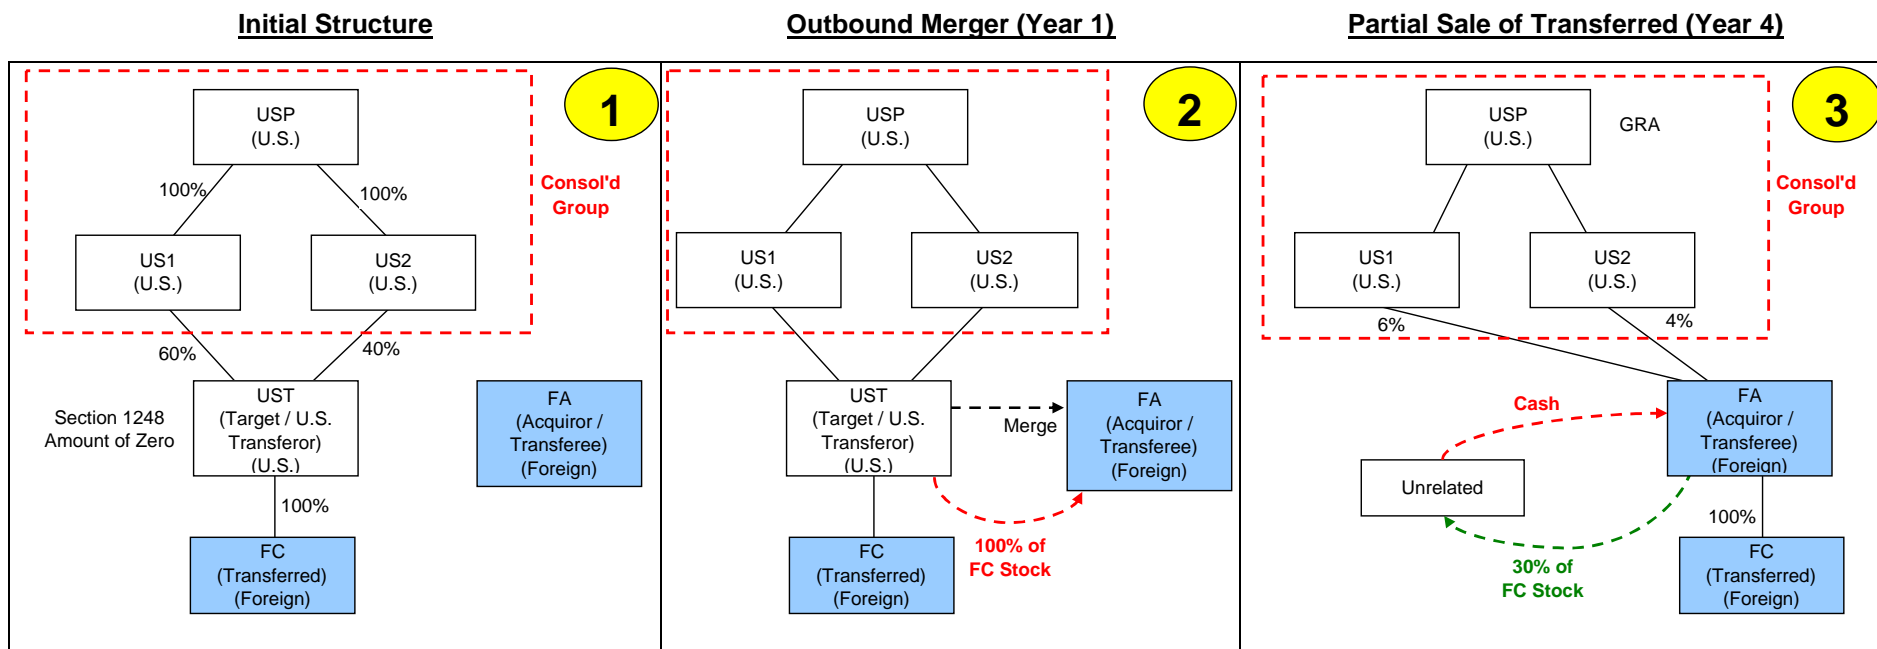 Initial Structure
1
USP
(U.S.)
100%
100%
Consol'd
Group
US1
(U.S.)
US2
(U.S.)
60%
40%
Section 1248
Amount of Zero
UST
(Target / U.S.
Transferor)
(U.S.)
FA
(Acquiror /
Transferee)
(Foreign)
100%
FC
(Transferred)
(Foreign)
Outbound Merger (Year 1)
2
USP
(U.S.)
US1
(U.S.)
US2
(U.S.)
UST
(Target / U.S.
Transferor)
(U.S.)
Merge
FA
(Acquiror /
Transferee)
(Foreign)
100% of
FC Stock
FC
(Transferred)
(Foreign)
Partial Sale of Transferred (Year 4)
3
USP
(U.S.)
GRA
Consol'd
Group
US1
(U.S.)
US2
(U.S.)
6%
4%
Cash
FA
(Acquiror /
Transferee)
(Foreign)
Unrelated
100%
30% of
FC Stock
FC
(Transferred)
(Foreign)